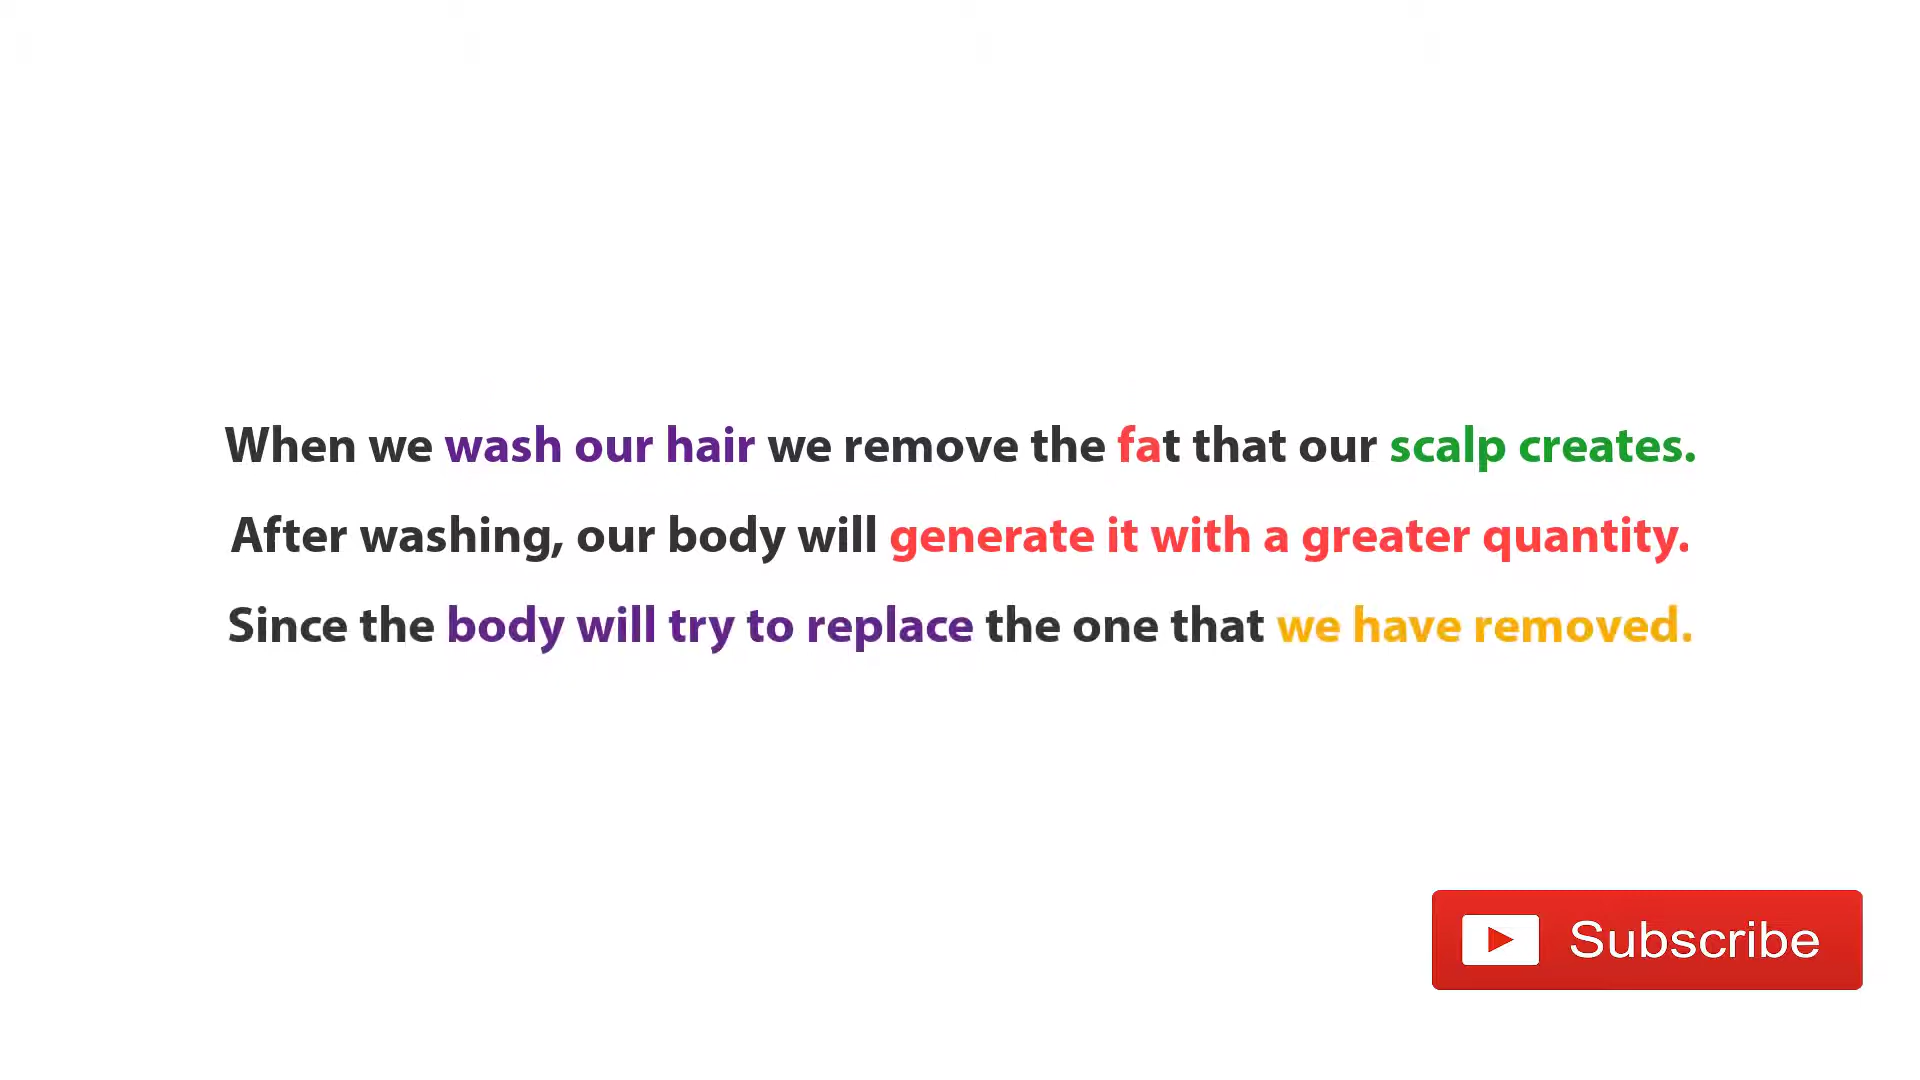 When we wash our hair we remove the fat that our scalp creates.
After washing, our body will generate it with a greater quantity.
Since the body will try to replace the one that we have removed.
Subscribe